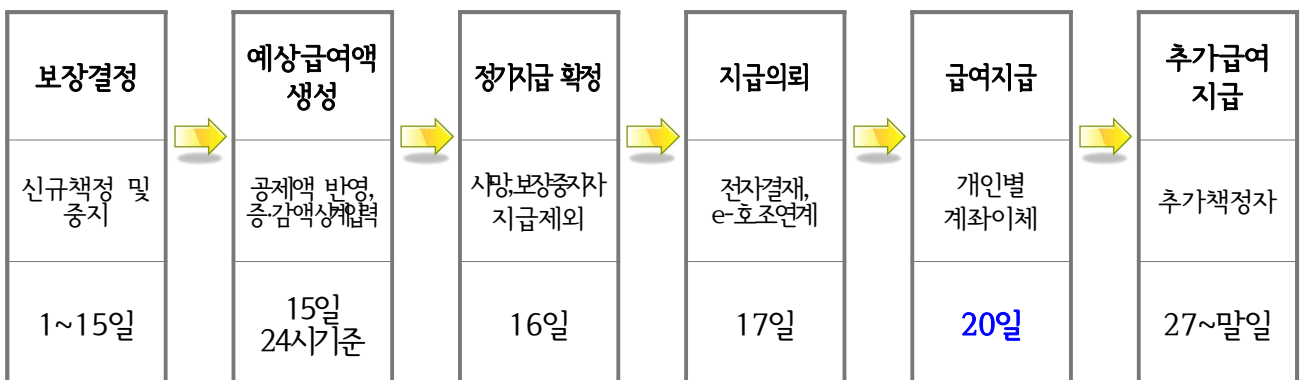 보장결정
신규책정 및
중지
1~15일
예상급여액
생성
공제액 반영,
증·감액상계입력
15일
24시기준
정기지급 확정
사망,보장중지자
지급제외
16일
지급의뢰
전자결재,
e-호조연계
17일
급여지급
개인별
계좌이체
20일
추가급여
지급
추가책정자
27~말일